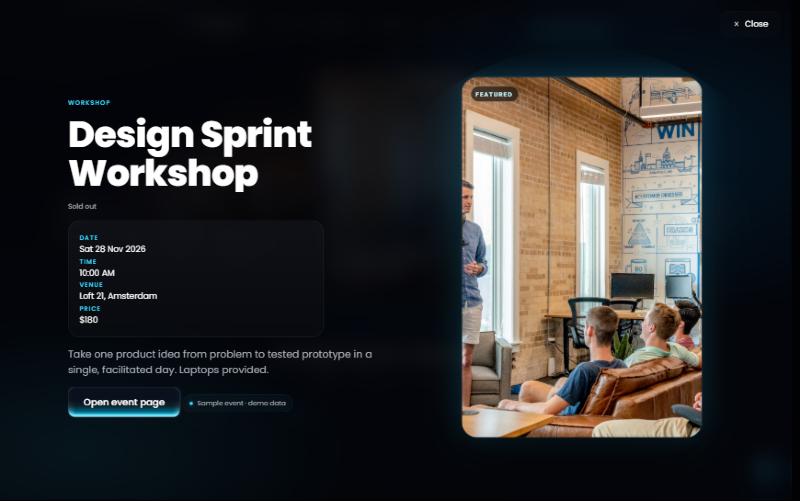 × Close
WORKSHOP
Design Sprint
Workshop
Sold out
DATE
Sat 28 Nov 2026
TIME
10:00 AM
VENUE
Loft 21, Amsterdam
PRICE
$180
Take one product idea from problem to tested prototype in a
single, facilitated day. Laptops provided.
Open event page
Sample event · demo data
FEATURED
WIN